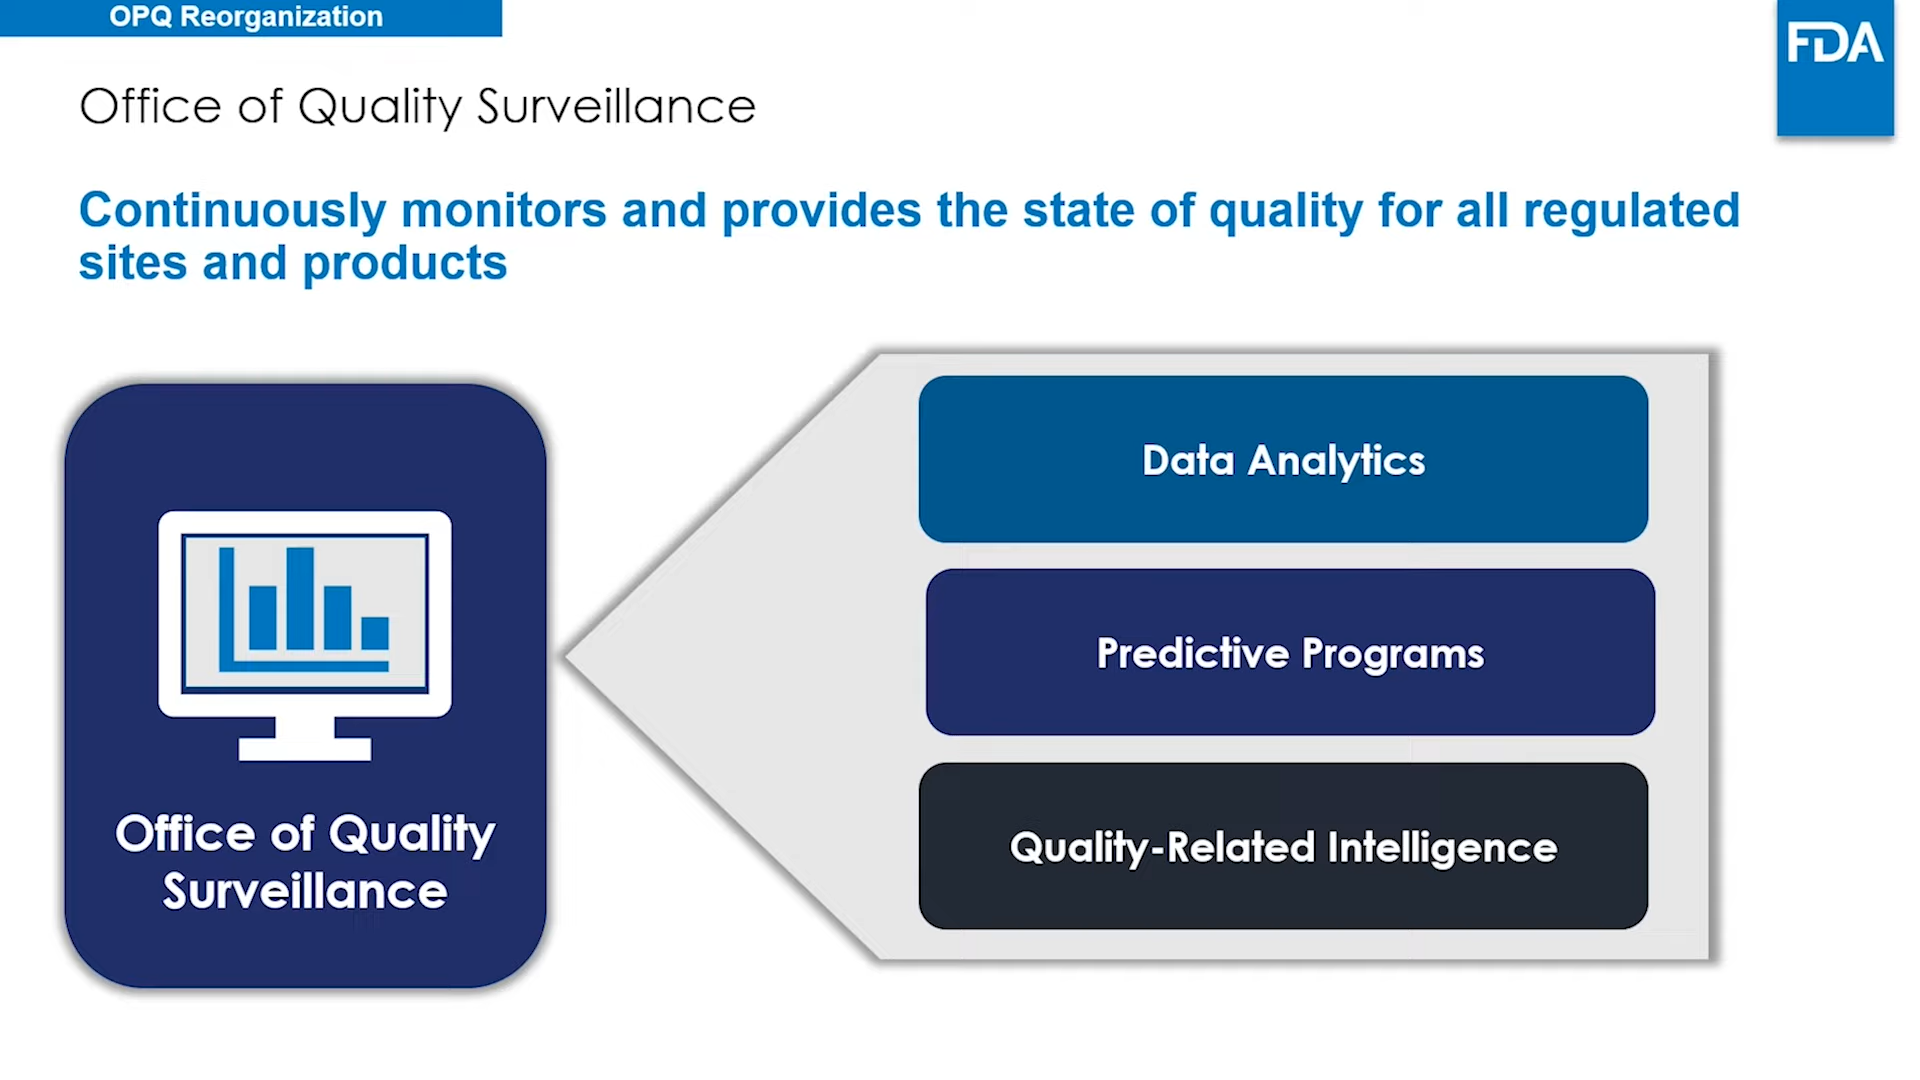 OPQ Reorganization
FDA
Office of Quality Surveillance
Continuously monitors and provides the state of quality for all regulated
sites and products
Data Analytics
Predictive Programs
Quality-Related Intelligence
Office of Quality
Surveillance